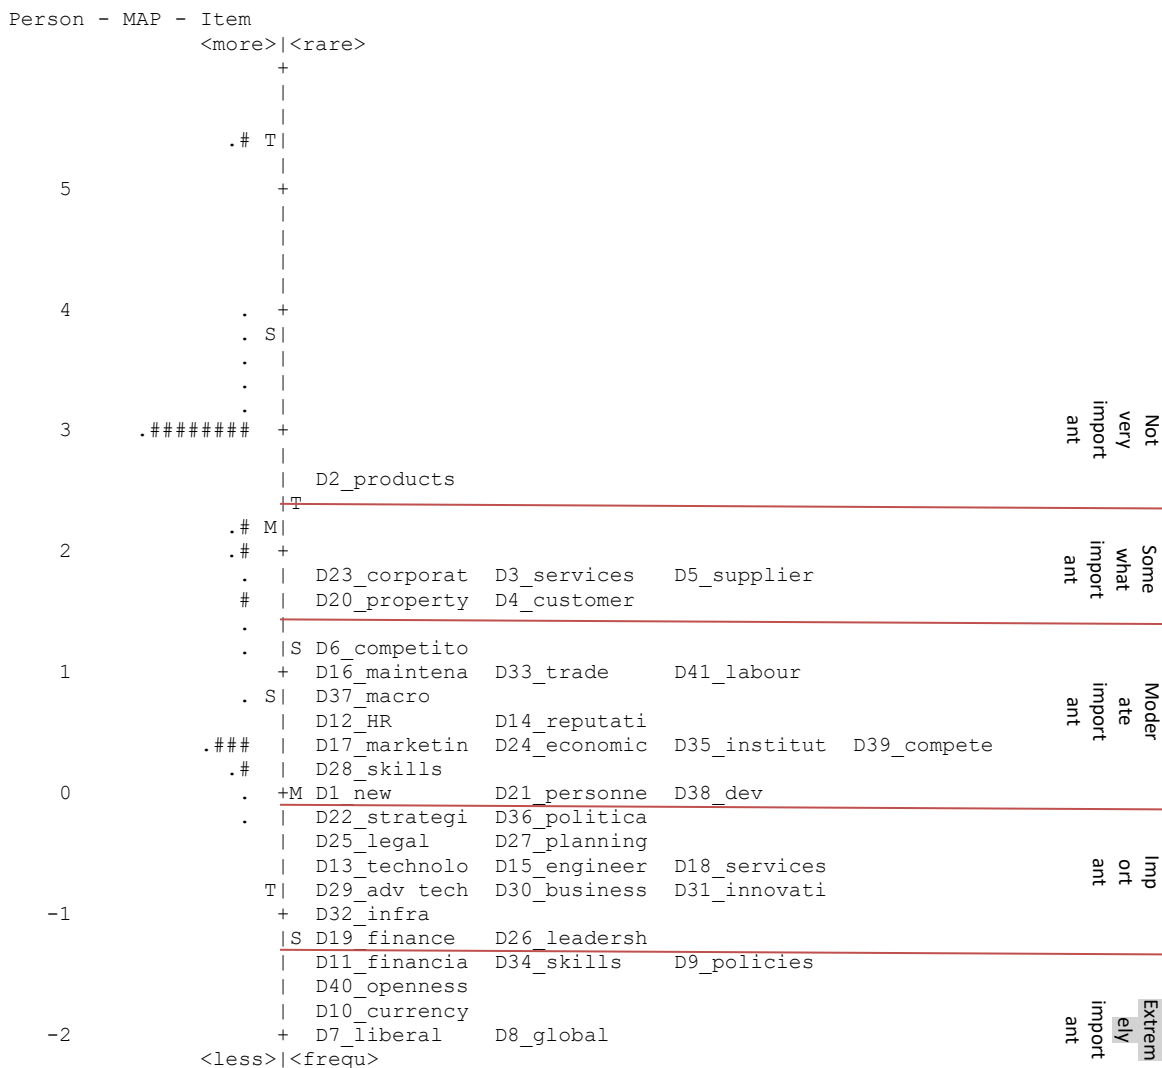 Person - MAP - Item
<more>|<rare>
+
|
|
.# T|
|
5 +
|
|
|
|
4 . +
. S|
. |
. |
. |
3 .######## +
|
| D2_products
|T
.# M|
2 .# +
. | D23_corporat D3_services D5_supplier
# | D20_property D4_customer
. |
. |S D6_competito
1 + D16_maintena D33_trade D41_labour
. S| D37_macro
| D12_HR D14_reputati
.### | D17_marketin D24_economic D35_institut D39_compete
.# | D28_skills
0 . +M D1_new D21_personne D38_dev
. | D22_strategi D36_politica
| D25_legal D27_planning
| D13_technolo D15_engineer D18_services
T| D29_adv tech D30_business D31_innovati
-1 + D32_infra
|S D19_finance D26_leadersh
| D11_financia D34_skills D9_policies
| D40_openness
| D10_currency
-2 + D7_liberal D8_global
<less>|<frequ>
Not
very
import
ant
Some
what
import
ant
Moder
ate
import
ant
Imp
ort
ant
Extrem
ely
import
ant